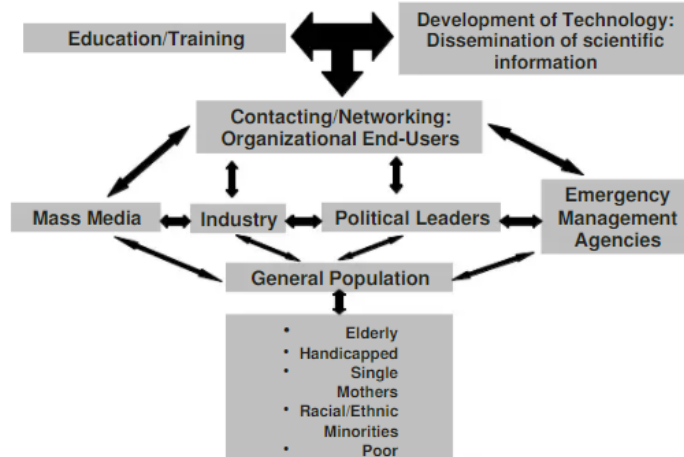 Education/Training
Development of Technology:
Dissemination of scientific
information
Contacting/Networking:
Organizational End-Users
Mass Media
Industry
Political Leaders
Emergency
Management
Agencies
General Population
• Elderly
• Handicapped
• Single
Mothers
• Racial/Ethnic
Minorities
• Poor